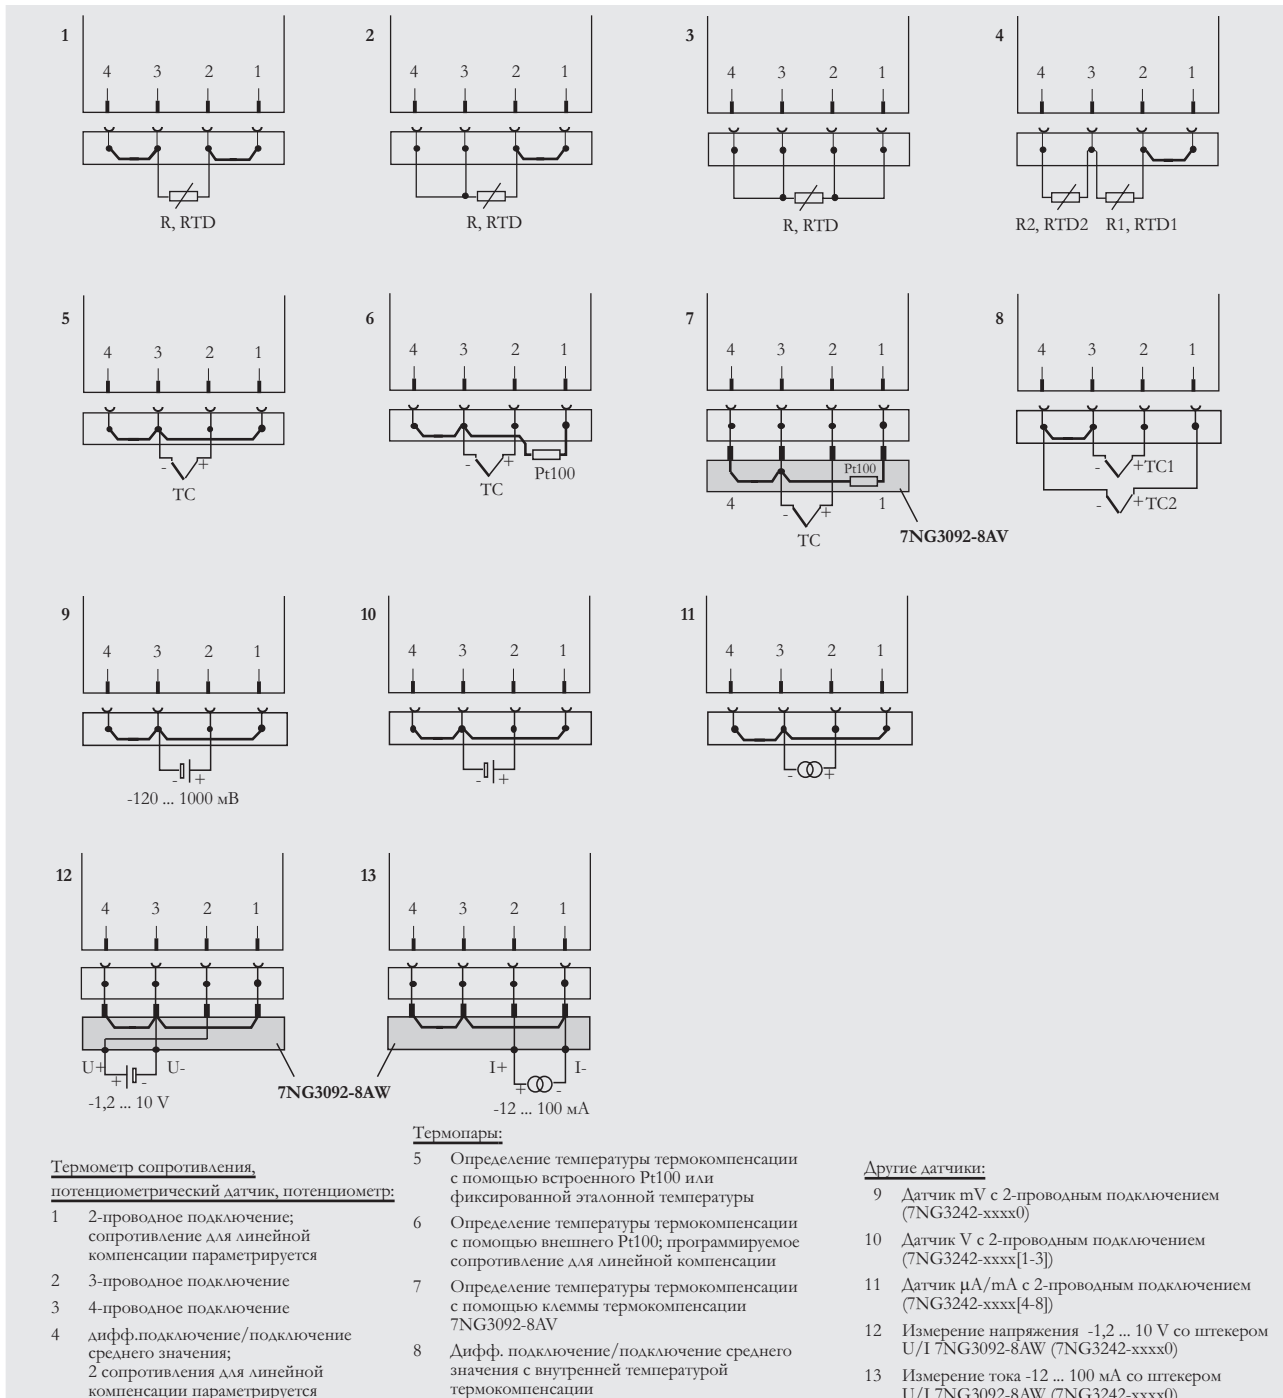 1
4 3 2 1
R, RTD
2
4 3 2 1
R, RTD
3
4 3 2 1
R, RTD
4
4 3 2 1
R2, RTD2 R1, RTD1
5
4 3 2 1
- +
TC
6
4 3 2 1
- +
TC
Pt100
7
4 3 2 1
Pt100
4 1
- +
TC
7NG3092-8AV
8
4 3 2 1
- +TC1
- +TC2
9
4 3 2 1
- +
-120 ... 1000 мВ
10
4 3 2 1
- +
11
4 3 2 1
- +
12
4 3 2 1
U+ U-
+ -
-1,2 ... 10 V
7NG3092-8AW
13
4 3 2 1
I+ I-
+ -
-12 ... 100 мА
Термометр сопротивления,
потенциометрический датчик, потенциометр:
1 2-проводное подключение;
сопротивление для линейной
компенсации параметрируется
2 3-проводное подключение
3 4-проводное подключение
4 дифф.подключение/подключение
среднего значения;
2 сопротивления для линейной
компенсации параметрируется
Термопары:
5 Определение температуры термокомпенсации
с помощью встроенного Pt100 или
фиксированной эталонной температуры
6 Определение температуры термокомпенсации
с помощью внешнего Pt100; программируемое
сопротивление для линейной компенсации
7 Определение температуры термокомпенсации
с помощью клеммы термокомпенсации
7NG3092-8AV
8 Дифф. подключение/подключение среднего
значения с внутренней температурой
термокомпенсации
Другие датчики:
9 Датчик mV с 2-проводным подключением
(7NG3242-xxxx0)
10 Датчик V с 2-проводным подключением
(7NG3242-xxxx[1-3])
11 Датчик µA/mA с 2-проводным подключением
(7NG3242-xxxx[4-8])
12 Измерение напряжения -1,2 ... 10 V со штекером
U/I 7NG3092-8AW (7NG3242-xxxx0)
13 Измерение тока -12 ... 100 мА со штекером
U/I 7NG3092-8AW (7NG3242-xxxx0)